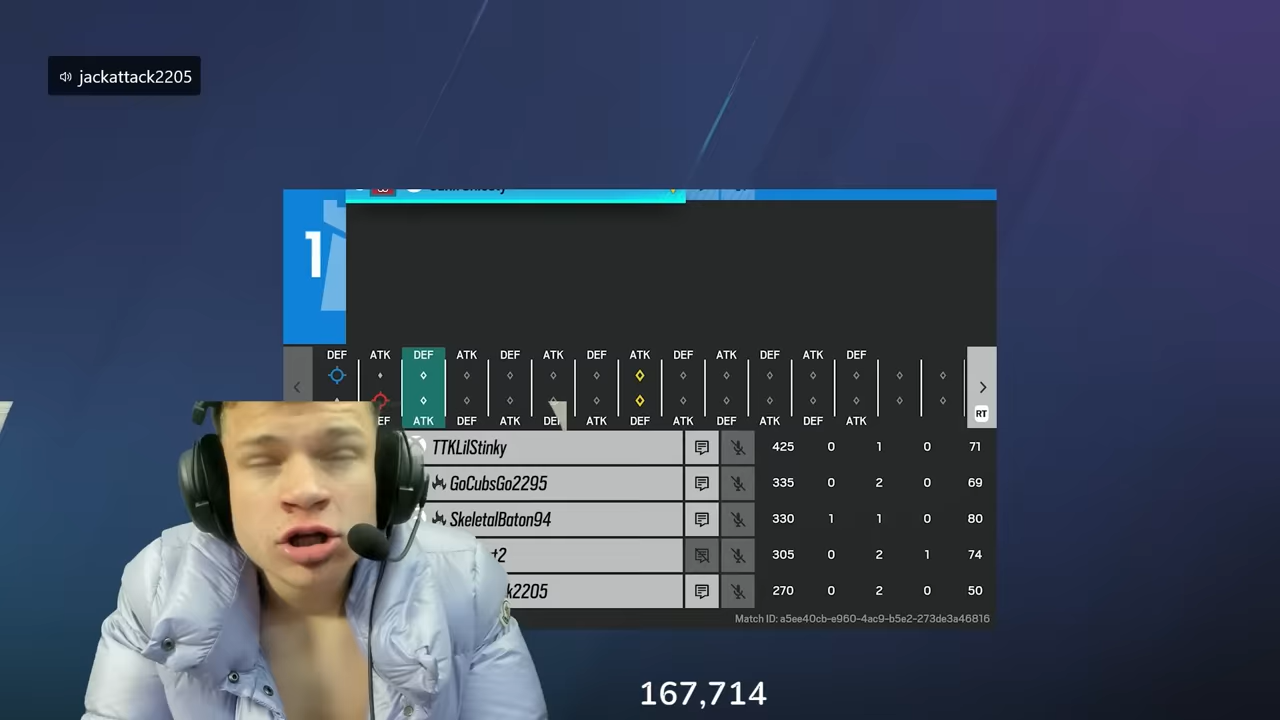 jackattack2205
1
DEF ATK DEF ATK DEF ATK DEF ATK DEF ATK DEF ATK DEF
ATK DEF ATK ATK DEF ATK DEF ATK DEF ATK
RT
TTKLilStinky 425 0 1 0 71
GoCubsGo2295 335 0 2 0 69
SkeletalBaton94 330 1 1 0 80
t2 305 0 2 1 74
k2205 270 0 2 0 50
Match ID: a5ee40cb-e960-4ac9-b5e2-273de3a46816
167,714